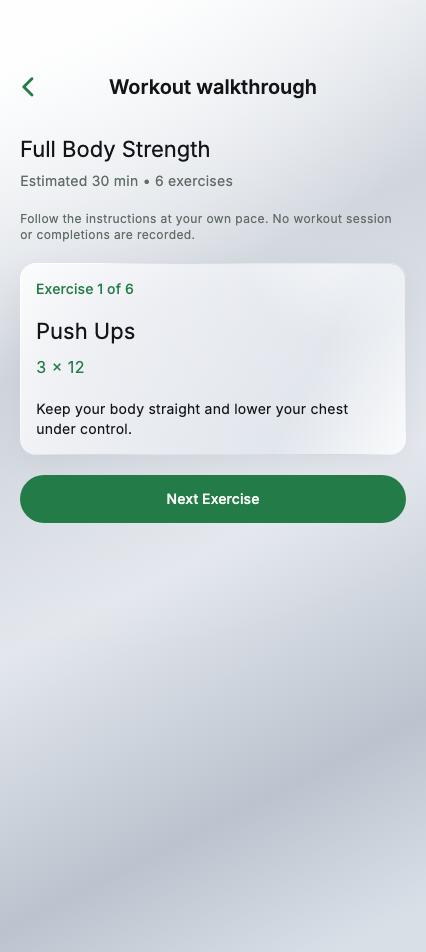 Workout walkthrough
Full Body Strength
Estimated 30 min • 6 exercises
Follow the instructions at your own pace. No workout session
or completions are recorded.
Exercise 1 of 6
Push Ups
3 × 12
Keep your body straight and lower your chest
under control.
Next Exercise